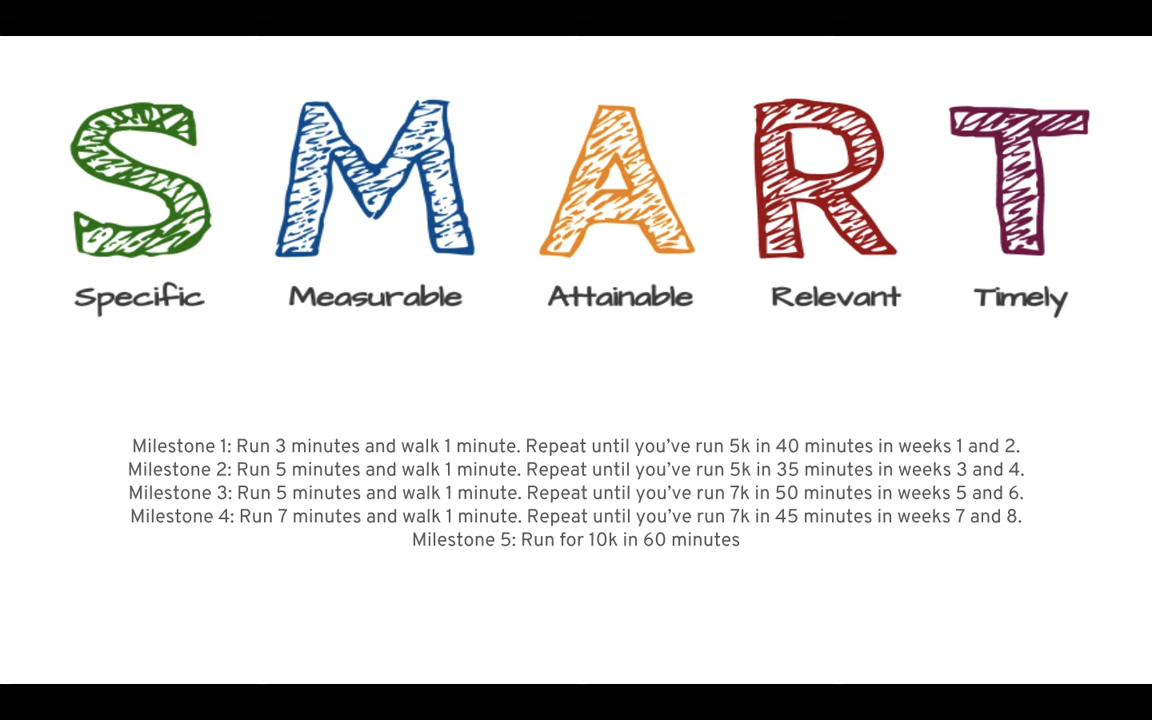 SMART
Specific Measurable Attainable Relevant Timely
Milestone 1: Run 3 minutes and walk 1 minute. Repeat until you’ve run 5k in 40 minutes in weeks 1 and 2.
Milestone 2: Run 5 minutes and walk 1 minute. Repeat until you’ve run 5k in 35 minutes in weeks 3 and 4.
Milestone 3: Run 5 minutes and walk 1 minute. Repeat until you’ve run 7k in 50 minutes in weeks 5 and 6.
Milestone 4: Run 7 minutes and walk 1 minute. Repeat until you’ve run 7k in 45 minutes in weeks 7 and 8.
Milestone 5: Run for 10k in 60 minutes